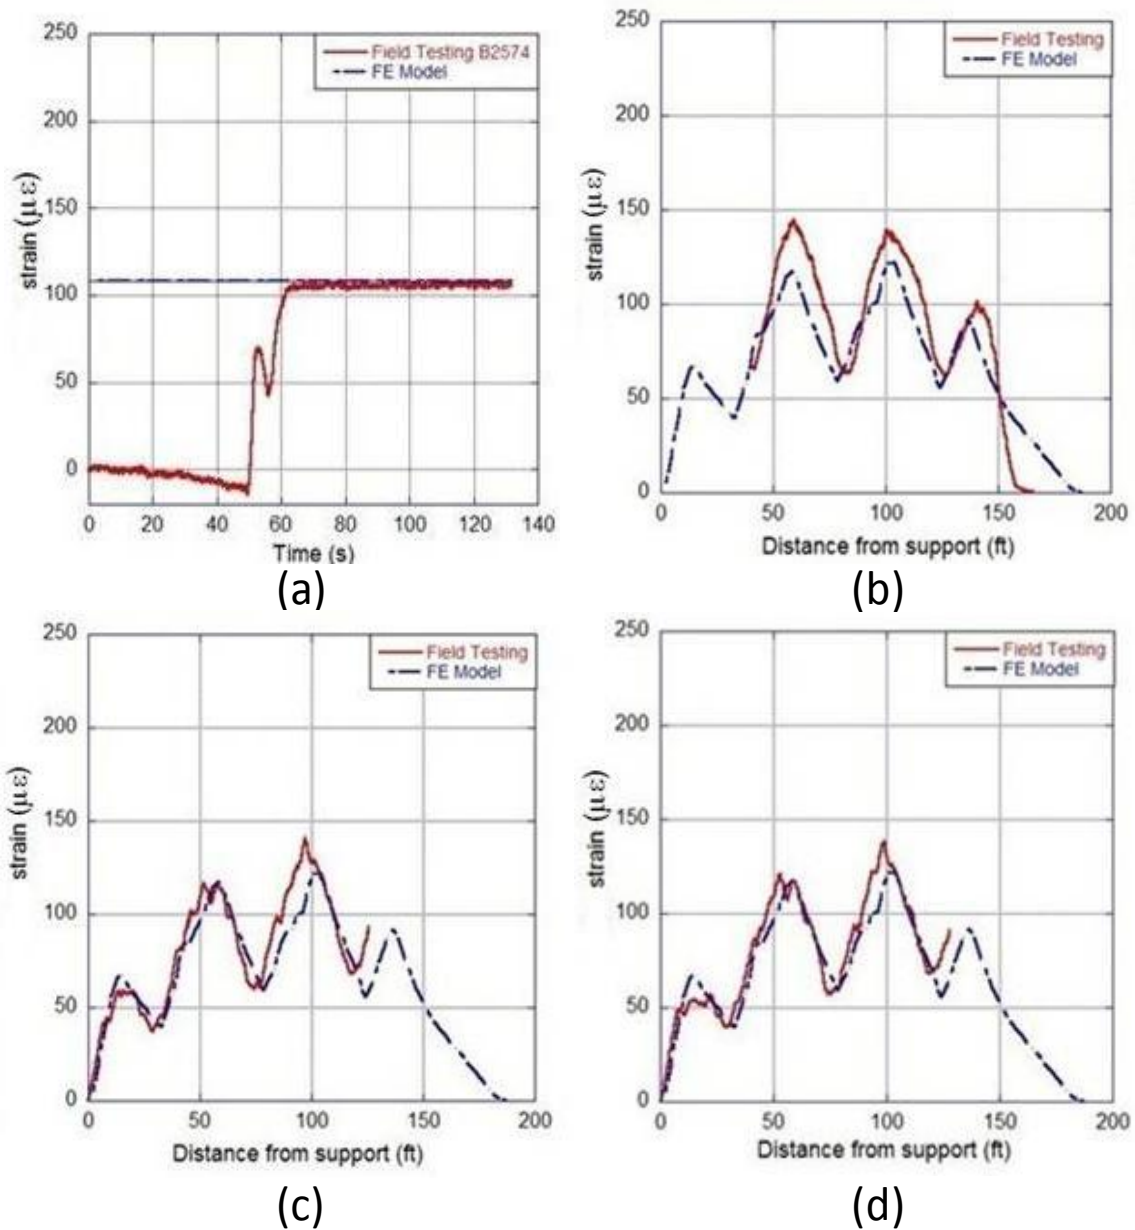 250
200
150
100
50
0
strain (με)
Field Testing B2574
FE Model
0 20 40 60 80 100 120 140
Time (s)
(a)
250
200
150
100
50
0
strain (με)
Field Testing
FE Model
0 50 100 150 200
Distance from support (ft)
(b)
250
200
150
100
50
0
strain (με)
Field Testing
FE Model
0 50 100 150 200
Distance from support (ft)
(c)
250
200
150
100
50
0
strain (με)
Field Testing
FE Model
0 50 100 150 200
Distance from support (ft)
(d)